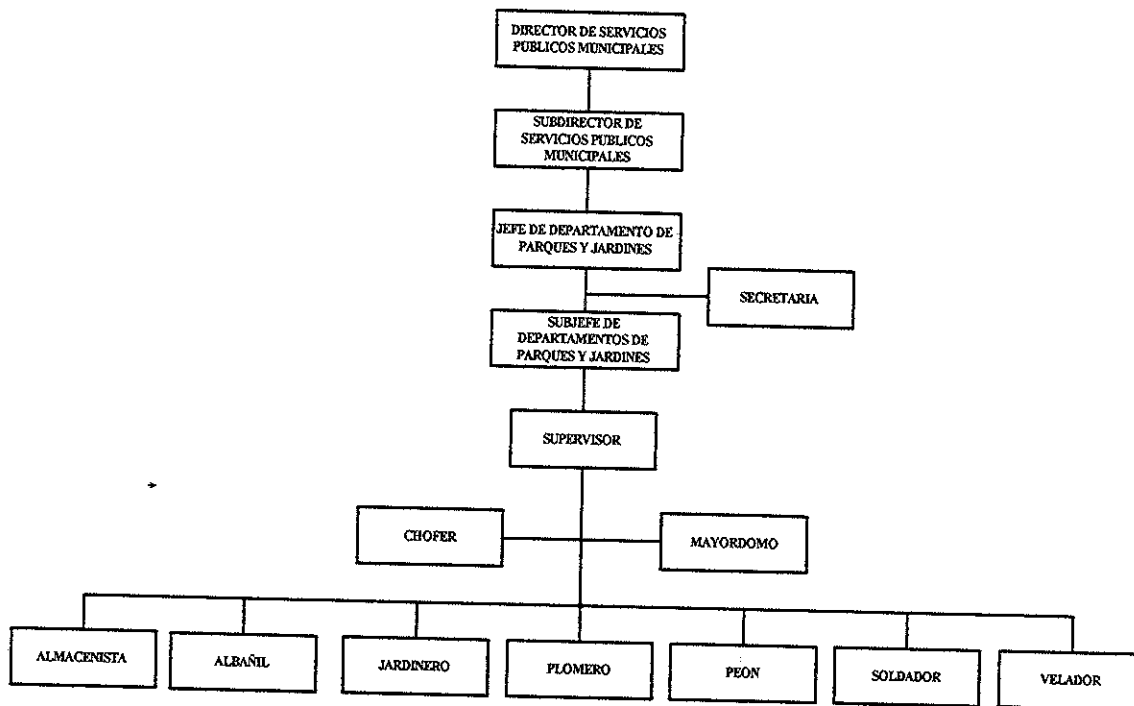 DIRECTOR DE SERVICIOS
PUBLICOS MUNICIPALES
SUBDIRECTOR DE
SERVICIOS PUBLICOS
MUNICIPALES
JEFE DE DEPARTAMENTO DE
PARQUES Y JARDINES
SECRETARIA
SUBJEFE DE
DEPARTAMENTOS DE
PARQUES Y JARDINES
SUPERVISOR
CHOFER
MAYORDOMO
ALMACENISTA
ALBAÑIL
JARDINERO
PLOMERO
PEON
SOLDADOR
VELADOR